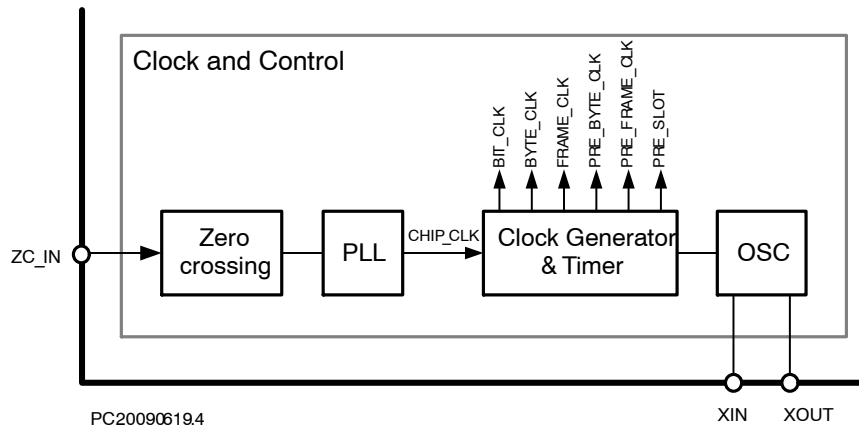 Clock and Control
BIT_CLK
BYTE_CLK
FRAME_CLK
PRE_BYTE_CLK
PRE_FRAME_CLK
PRE_SLOT
ZC_IN
Zero
crossing
PLL
CHIP_CLK
Clock Generator
& Timer
OSC
XIN
XOUT
PC20090619.4